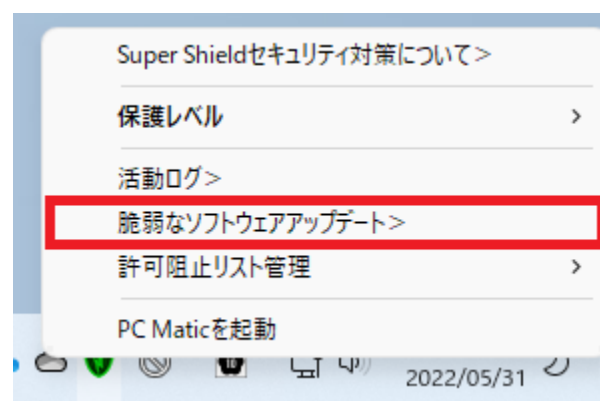 Super Shieldセキュリティ対策について＞
保護レベル
活動ログ＞
脆弱なソフトウェアアップデート＞
許可阻止リスト管理
PC Maticを起動
2022/05/31